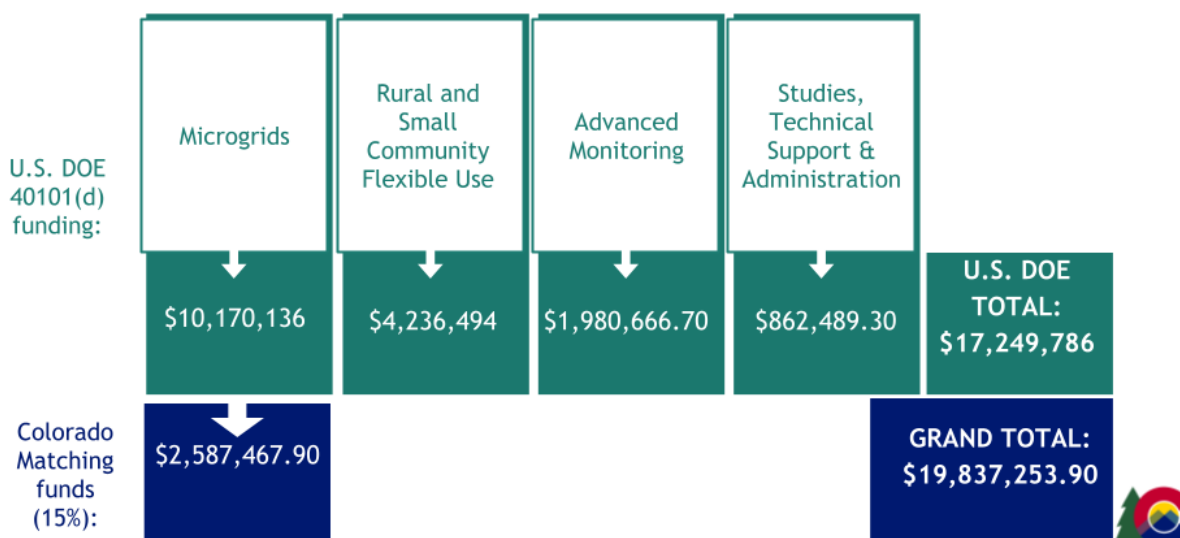 Microgrids
Rural and
Small
Community
Flexible Use
Advanced
Monitoring
Studies,
Technical
Support &
Administration
U.S. DOE
40101(d)
funding:
$10,170,136
$4,236,494
$1,980,666.70
$862,489.30
U.S. DOE
TOTAL:
$17,249,786
Colorado
Matching
funds
(15%):
$2,587,467.90
GRAND TOTAL:
$19,837,253.90